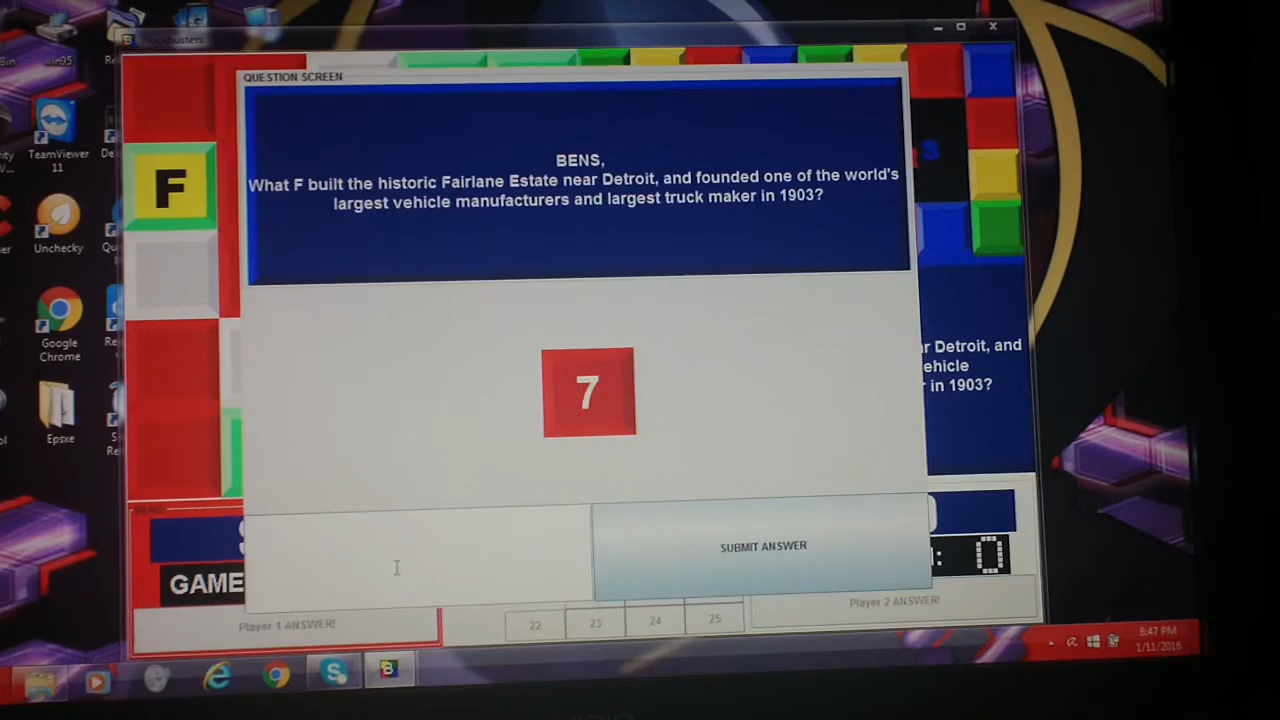 Blockbusters
QUESTION SCREEN
BENS,
What F built the historic Fairlane Estate near Detroit, and founded one of the world's
largest vehicle manufacturers and largest truck maker in 1903?
F
7
r Detroit, and
ehicle
in 1903?
SUBMIT ANSWER
GAME
0
Player 1 ANSWER!
22
23
24
25
Player 2 ANSWER!
TeamViewer
11
Unchecky
Google
Chrome
Epsxe
8:47 PM
1/11/2016